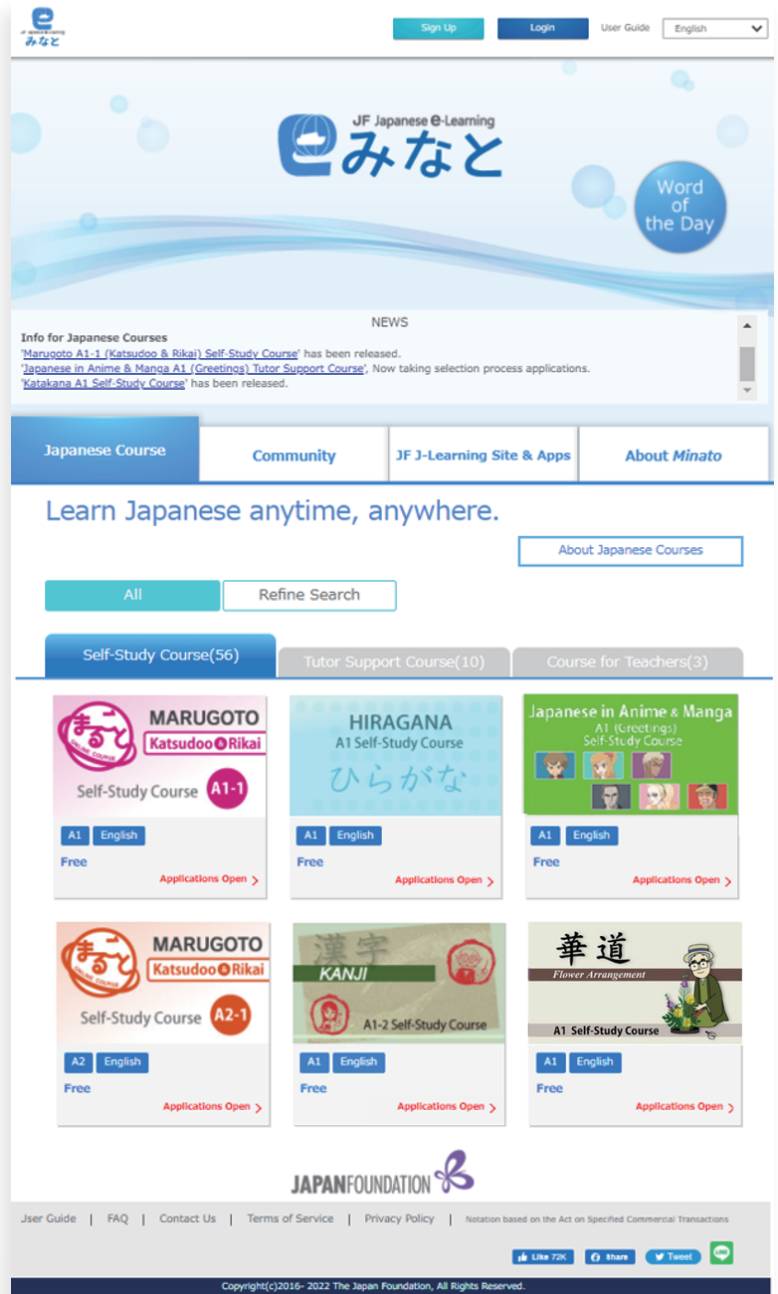 JF Japanese e-Learning
みなと
Sign Up
Login
User Guide
English
JF Japanese e-Learning
eみなと
Word
of
the Day
NEWS
Info for Japanese Courses
'Marugoto A1-1 (Katsudoo & Rikai) Self-Study Course' has been released.
'Japanese in Anime & Manga A1 (Greetings) Tutor Support Course', Now taking selection process applications.
'Katakana A1 Self-Study Course' has been released.
Japanese Course
Community
JF J-Learning Site & Apps
About Minato
Learn Japanese anytime, anywhere.
About Japanese Courses
All
Refine Search
Self-Study Course(56)
Tutor Support Course(10)
Course for Teachers(3)
まるごと
ONLINE COURSE
MARUGOTO
Katsudoo&Rikai
Self-Study Course A1-1
A1 English
Free
Applications Open
HIRAGANA
A1 Self-Study Course
ひらがな
A1 English
Free
Applications Open
Japanese in Anime & Manga
A1 (Greetings)
Self-Study Course
A1 English
Free
Applications Open
まるごと
ONLINE COURSE
MARUGOTO
Katsudoo&Rikai
Self-Study Course A2-1
A2 English
Free
Applications Open
漢字
KANJI
A1-2 Self-Study Course
A1 English
Free
Applications Open
華道
Flower Arrangement
A1 Self-Study Course
A1 English
Free
Applications Open
JAPANFOUNDATION
Jser Guide | FAQ | Contact Us | Terms of Service | Privacy Policy | Notation based on the Act on Specified Commercial Transactions
Like 72K
Share
Tweet
LINE
Copyright(c)2016- 2022 The Japan Foundation, All Rights Reserved.